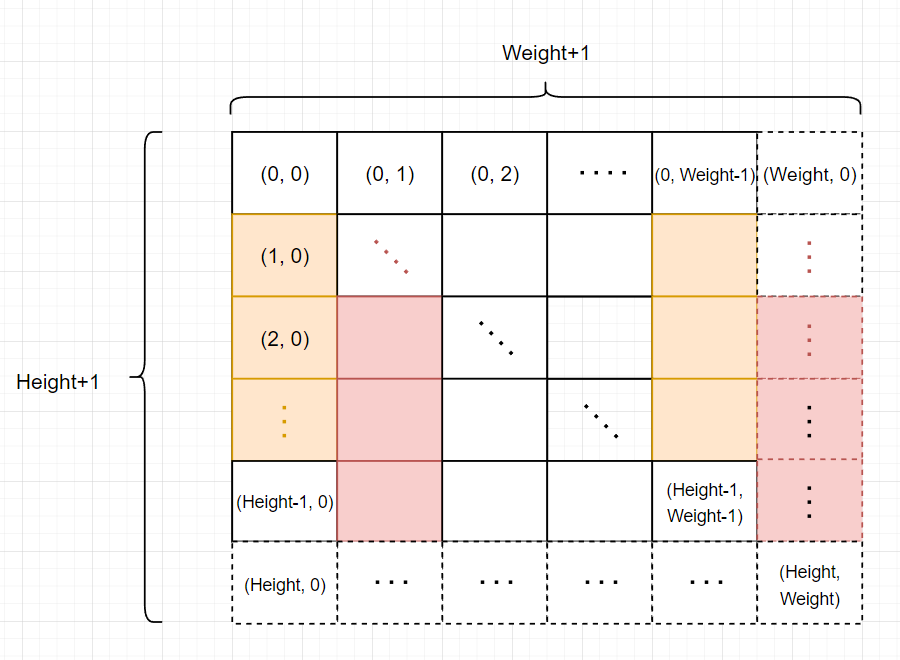 Weight+1
(0, 0)
(0, 1)
(0, 2)
....
(0, Weight-1)
(Weight, 0)
(1, 0)
(2, 0)
Height+1
(Height-1, 0)
(Height-1,
Weight-1)
(Height, 0)
...
...
...
...
(Height,
Weight)